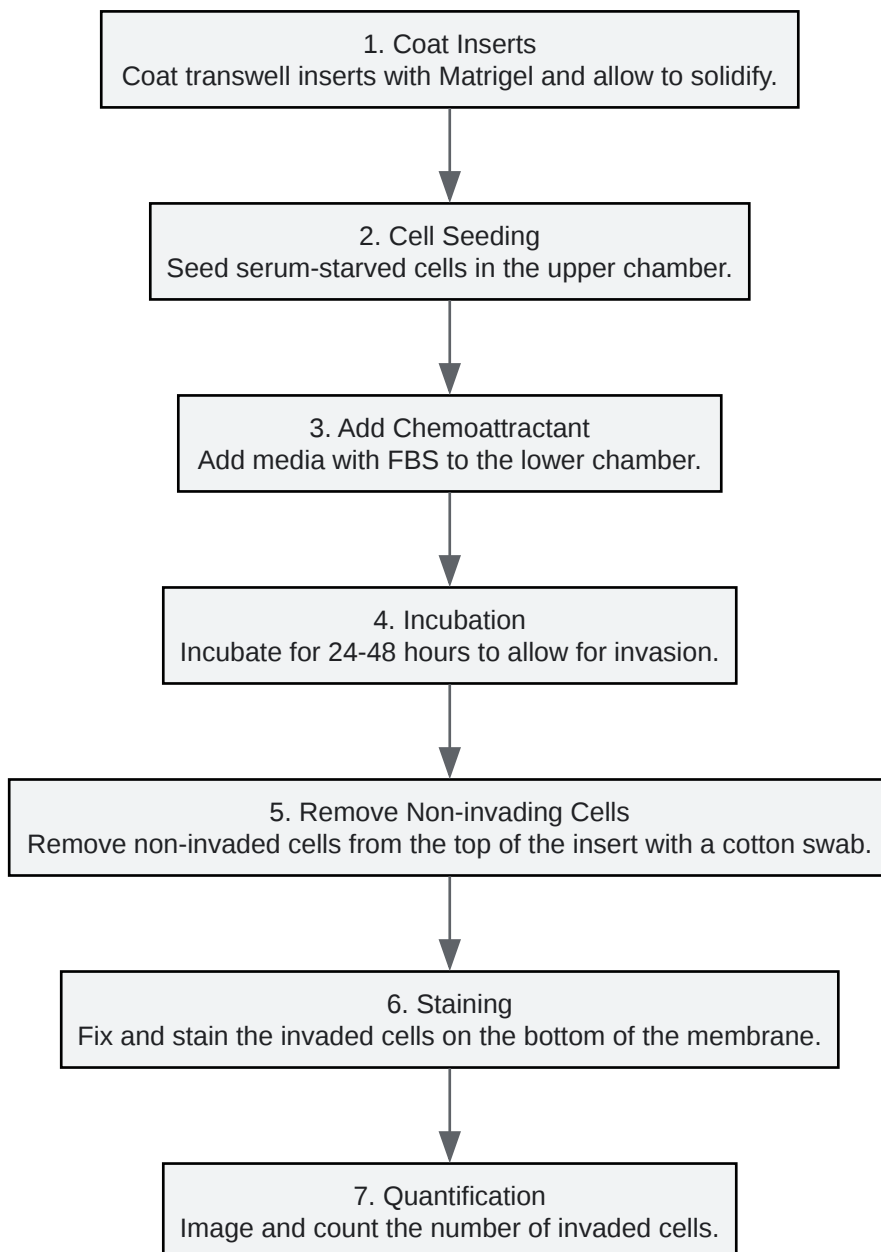 1. Coat Inserts
Coat transwell inserts with Matrigel and allow to solidify.
2. Cell Seeding
Seed serum-starved cells in the upper chamber.
3. Add Chemoattractant
Add media with FBS to the lower chamber.
4. Incubation
Incubate for 24-48 hours to allow for invasion.
5. Remove Non-invading Cells
Remove non-invaded cells from the top of the insert with a cotton swab.
6. Staining
Fix and stain the invaded cells on the bottom of the membrane.
7. Quantification
Image and count the number of invaded cells.